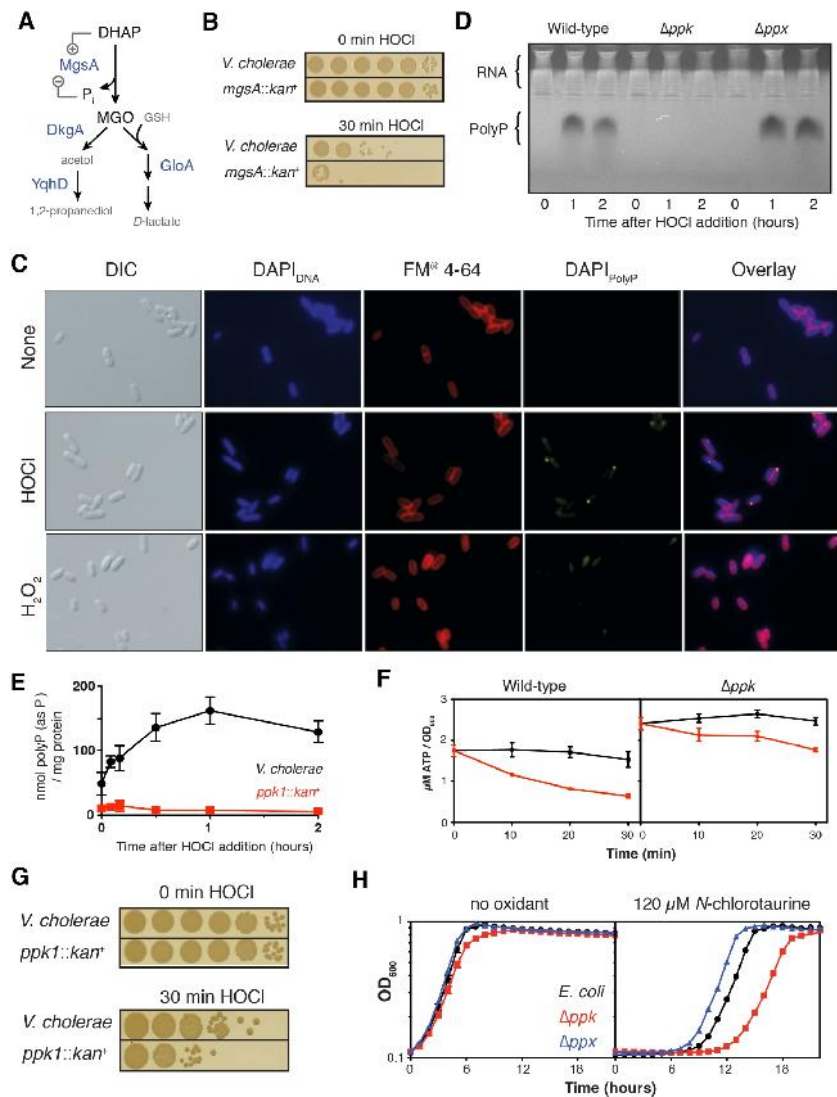 A
DHAP
MgsA
Pi
MGO
GSH
DkgA
GloA
acetol
YqhD
1,2-propanediol
D-lactate
B
0 min HOCl
V. cholerae
mgsA::kan+
30 min HOCl
V. cholerae
mgsA::kan+
D
Wild-type Δppk Δppx
RNA
PolyP
0 1 2 0 1 2 0 1 2
Time after HOCl addition (hours)
C
DIC DAPI DNA FM® 4-64 DAPI PolyP Overlay
None
HOCl
H2O2
E
nmol polyP (as P)
/ mg protein
200
100
0
V. cholerae
ppk1::kan+
0 1 2
Time after HOCl addition (hours)
F
Wild-type Δppk
µM ATP / OD600
3
2
1
0
0 10 20 30 0 10 20 30
Time (min)
G
0 min HOCl
V. cholerae
ppk1::kan+
30 min HOCl
V. cholerae
ppk1::kan+
H
no oxidant 120 µM N-chlorotaurine
OD600
1
0.1
E. coli
Δppk
Δppx
0 6 12 18 0 6 12 18
Time (hours)